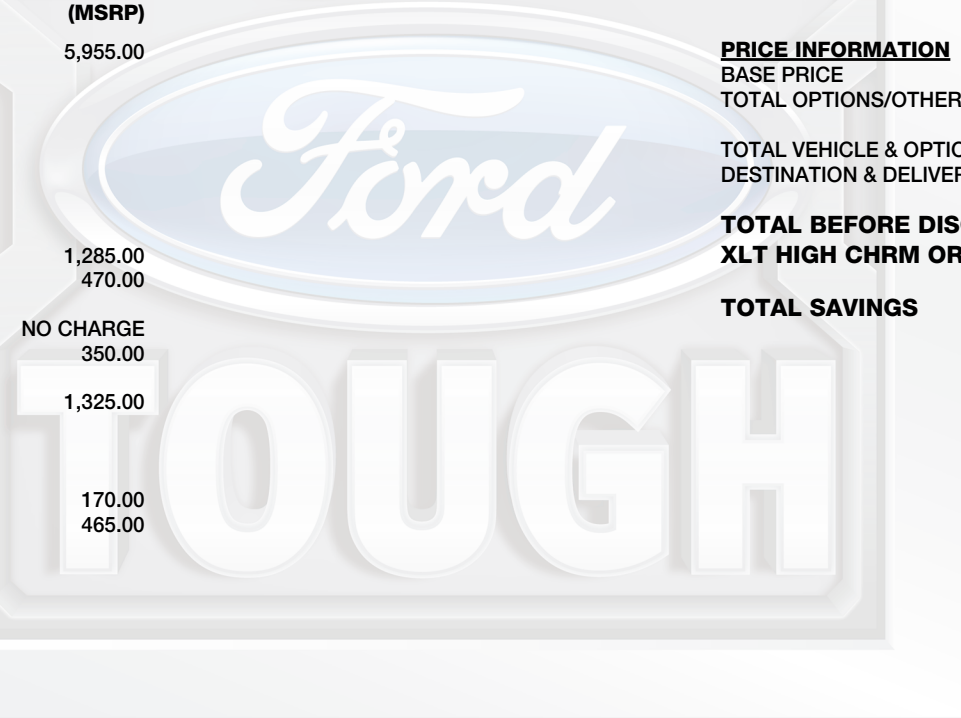 (MSRP)
5,955.00
1,285.00
470.00
NO CHARGE
350.00
1,325.00
170.00
465.00
PRICE INFORMATION
BASE PRICE
TOTAL OPTIONS/OTHER
TOTAL VEHICLE & OPTIO
DESTINATION & DELIVER
TOTAL BEFORE DIS
XLT HIGH CHRM OR
TOTAL SAVINGS
Ford
TOUGH